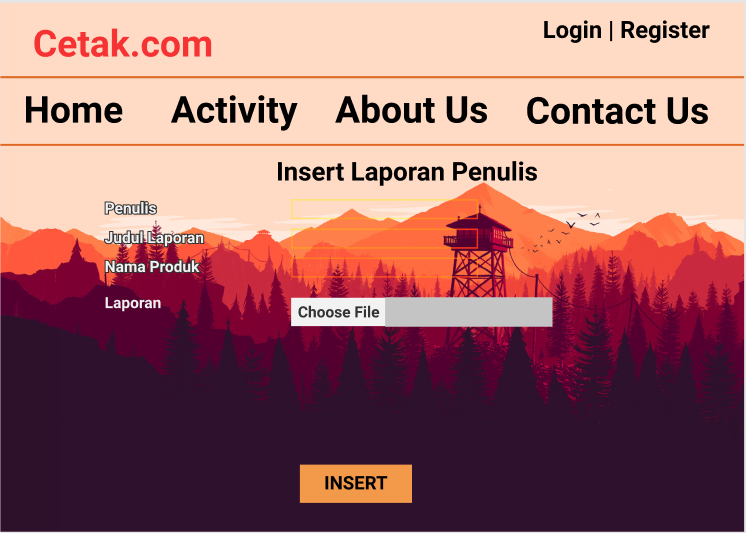 Cetak.com
Login | Register
Home Activity About Us Contact Us
Insert Laporan Penulis
Penulis
Judul Laporan
Nama Produk
Laporan
Choose File
INSERT